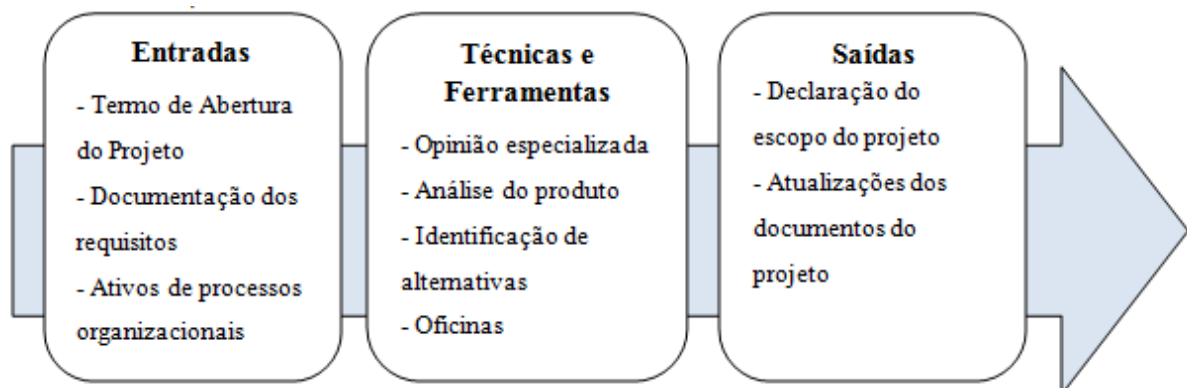 Entradas
- Termo de Abertura
do Projeto
- Documentação dos
requisitos
- Ativos de processos
organizacionais
Técnicas e
Ferramentas
- Opinião especializada
- Análise do produto
- Identificação de
alternativas
- Oficinas
Saídas
- Declaração do
escopo do projeto
- Atualizações dos
documentos do
projeto